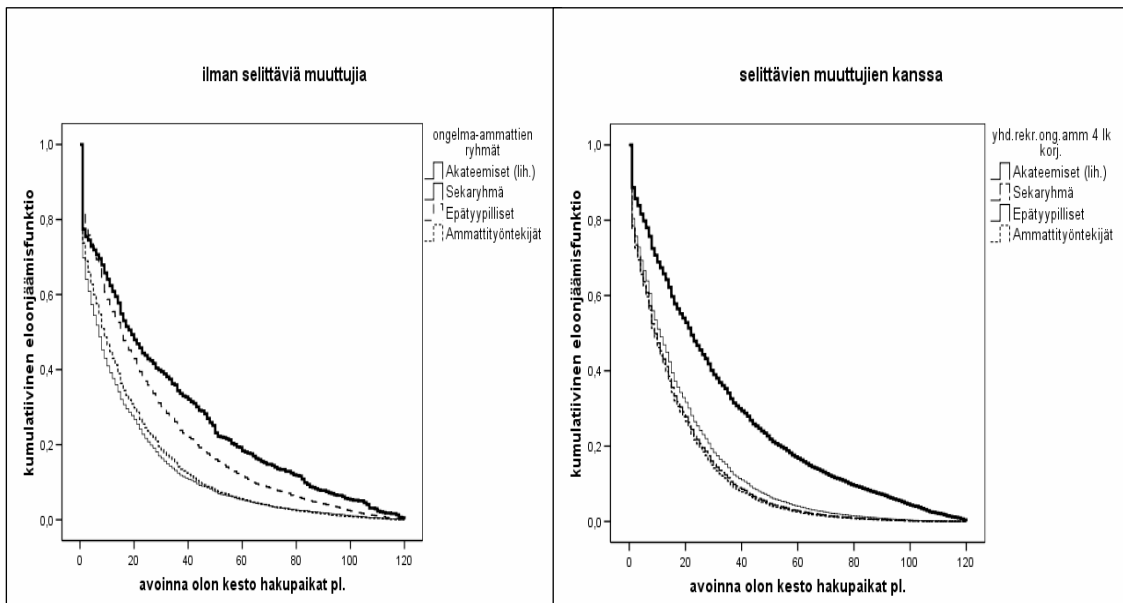 ilman selittäviä muuttujia
kumulatiivinen eloonjäämisfunktio
1,0
0,8
0,6
0,4
0,2
0,0
0
20
40
60
80
100
120
avoinna olon kesto hakupaikat pl.
ongelma-ammattien
ryhmät
Akateemiset (lih.)
Sekaryhmä
Epätyypilliset
Ammattityöntekijät
selittävien muuttujien kanssa
kumulatiivinen eloonjäämisfunktio
1,0
0,8
0,6
0,4
0,2
0,0
0
20
40
60
80
100
120
avoinna olon kesto hakupaikat pl.
yhd.rekr.ong.amm 4 lk
korj.
Akateemiset (lih.)
Sekaryhmä
Epätyypilliset
Ammattityöntekijät